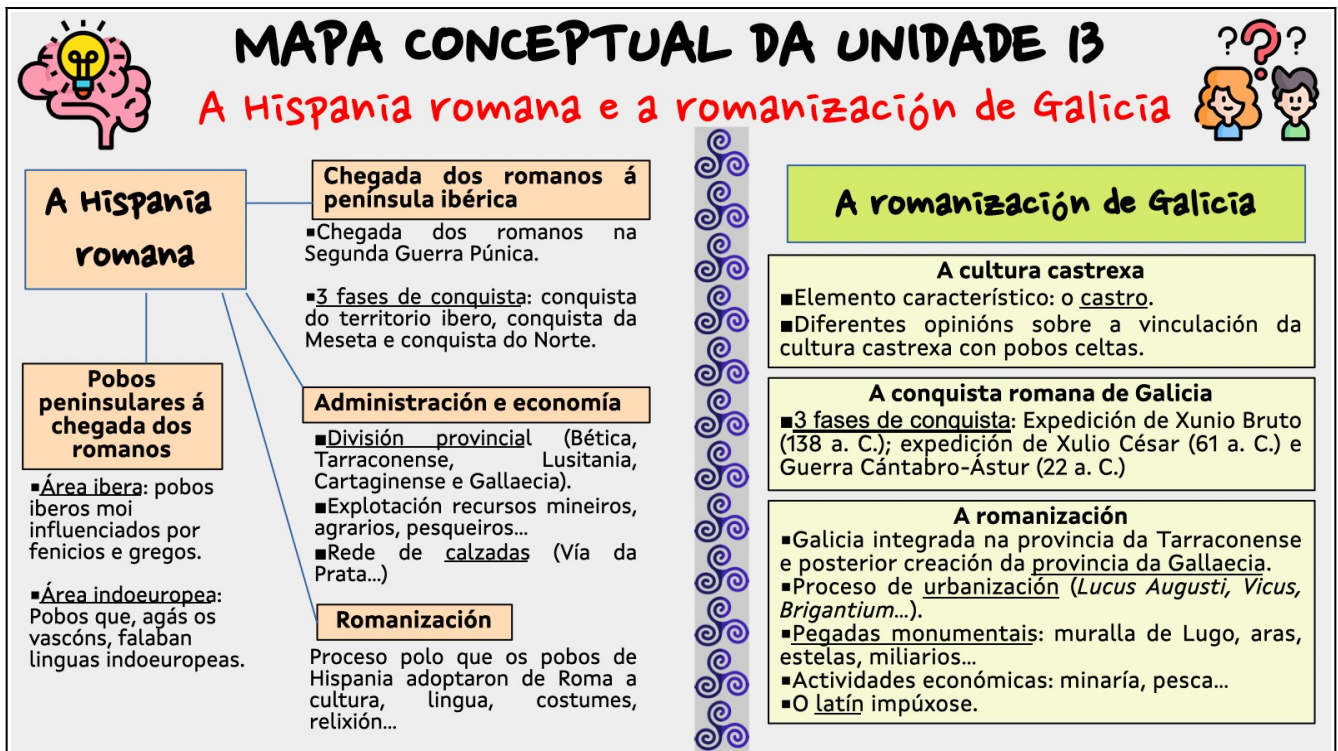 MAPA CONCEPTUAL DA UNIDADE 13
A Hispania romana e a romanización de Galicia
???
A Hispania
romana
Chegada dos romanos á
península ibérica
▪Chegada dos romanos na
Segunda Guerra Púnica.
▪3 fases de conquista: conquista
do territorio ibero, conquista da
Meseta e conquista do Norte.
Pobos
peninsulares á
chegada dos
romanos
▪Área ibera: pobos
iberos moi
influenciados por
fenicios e gregos.
▪Área indoeuropea:
Pobos que, agás os
vascóns, falaban
linguas indoeuropeas.
Administración e economía
■División provincial (Bética,
Tarraconense, Lusitania,
Cartaginense e Gallaecia).
■Explotación recursos mineiros,
agrarios, pesqueiros...
■Rede de calzadas (Vía da
Prata...)
Romanización
Proceso polo que os pobos de
Hispania adoptaron de Roma a
cultura, lingua, costumes,
relixión...
A romanización de Galicia
A cultura castrexa
■Elemento característico: o castro.
■Diferentes opinións sobre a vinculación da
cultura castrexa con pobos celtas.
A conquista romana de Galicia
■3 fases de conquista: Expedición de Xunio Bruto
(138 a. C.); expedición de Xulio César (61 a. C.) e
Guerra Cántabro-Ástur (22 a. C.)
A romanización
▪Galicia integrada na provincia da Tarraconense
e posterior creación da provincia da Gallaecia.
▪Proceso de urbanización (Lucus Augusti, Vicus,
Brigantium...).
▪Pegadas monumentais: muralla de Lugo, aras,
estelas, miliarios...
▪Actividades económicas: minaría, pesca...
▪O latín impúxose.